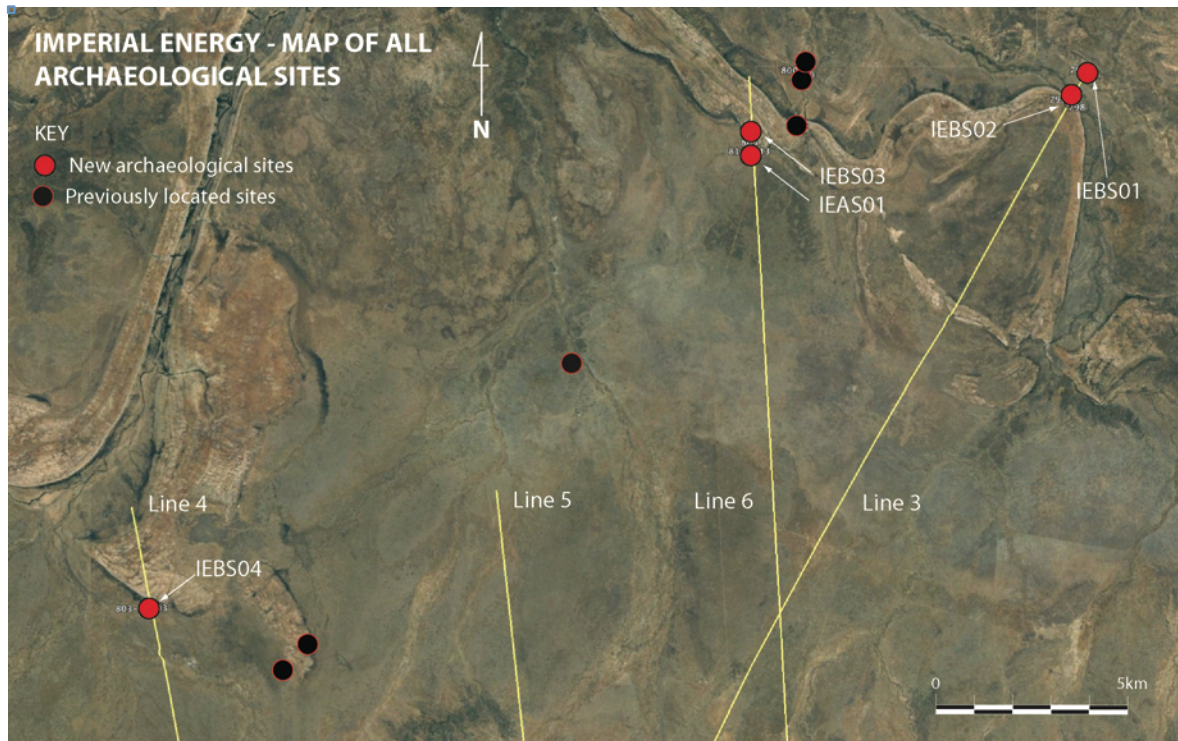 IMPERIAL ENERGY - MAP OF ALL
ARCHAEOLOGICAL SITES
KEY
New archaeological sites
Previously located sites
N
IEBS02
IEBS03
IEBS01
IEAS01
Line 4
Line 5
Line 6
Line 3
IEBS04
803-
0
5km